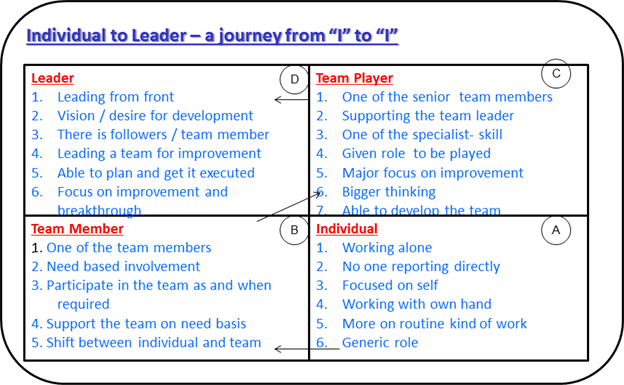 Individual to Leader – a journey from “I” to “I”
Leader
D
1. Leading from front
2. Vision / desire for development
3. There is followers / team member
4. Leading a team for improvement
5. Able to plan and get it executed
6. Focus on improvement and
breakthrough
Team Player
C
1. One of the senior team members
2. Supporting the team leader
3. One of the specialist- skill
4. Given role to be played
5. Major focus on improvement
6. Bigger thinking
7. Able to develop the team
Team Member
B
1. One of the team members
2. Need based involvement
3. Participate in the team as and when
required
4. Support the team on need basis
5. Shift between individual and team
Individual
A
1. Working alone
2. No one reporting directly
3. Focused on self
4. Working with own hand
5. More on routine kind of work
6. Generic role